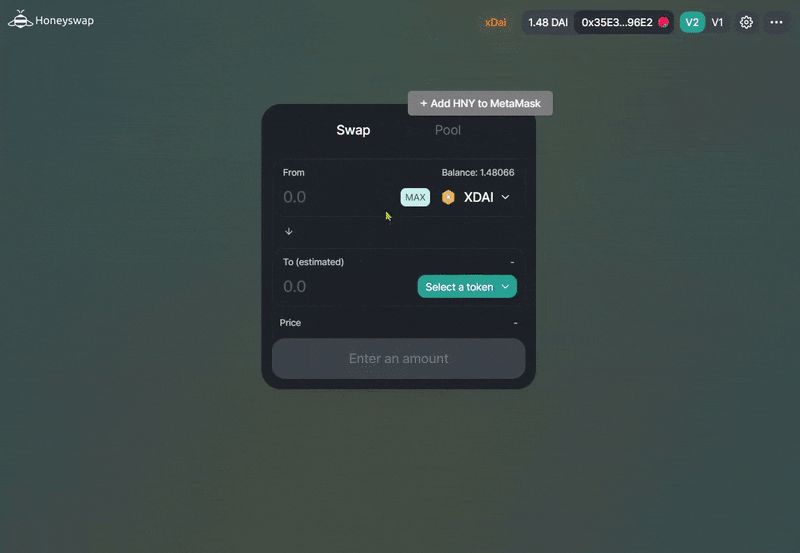 Honeyswap
xDai
1.48 DAI
0x35E3...96E2
V2
V1
+ Add HNY to MetaMask
Swap
Pool
From
Balance: 1.48066
0.0
MAX
XDAI
To (estimated)
-
0.0
Select a token
Price
-
Enter an amount